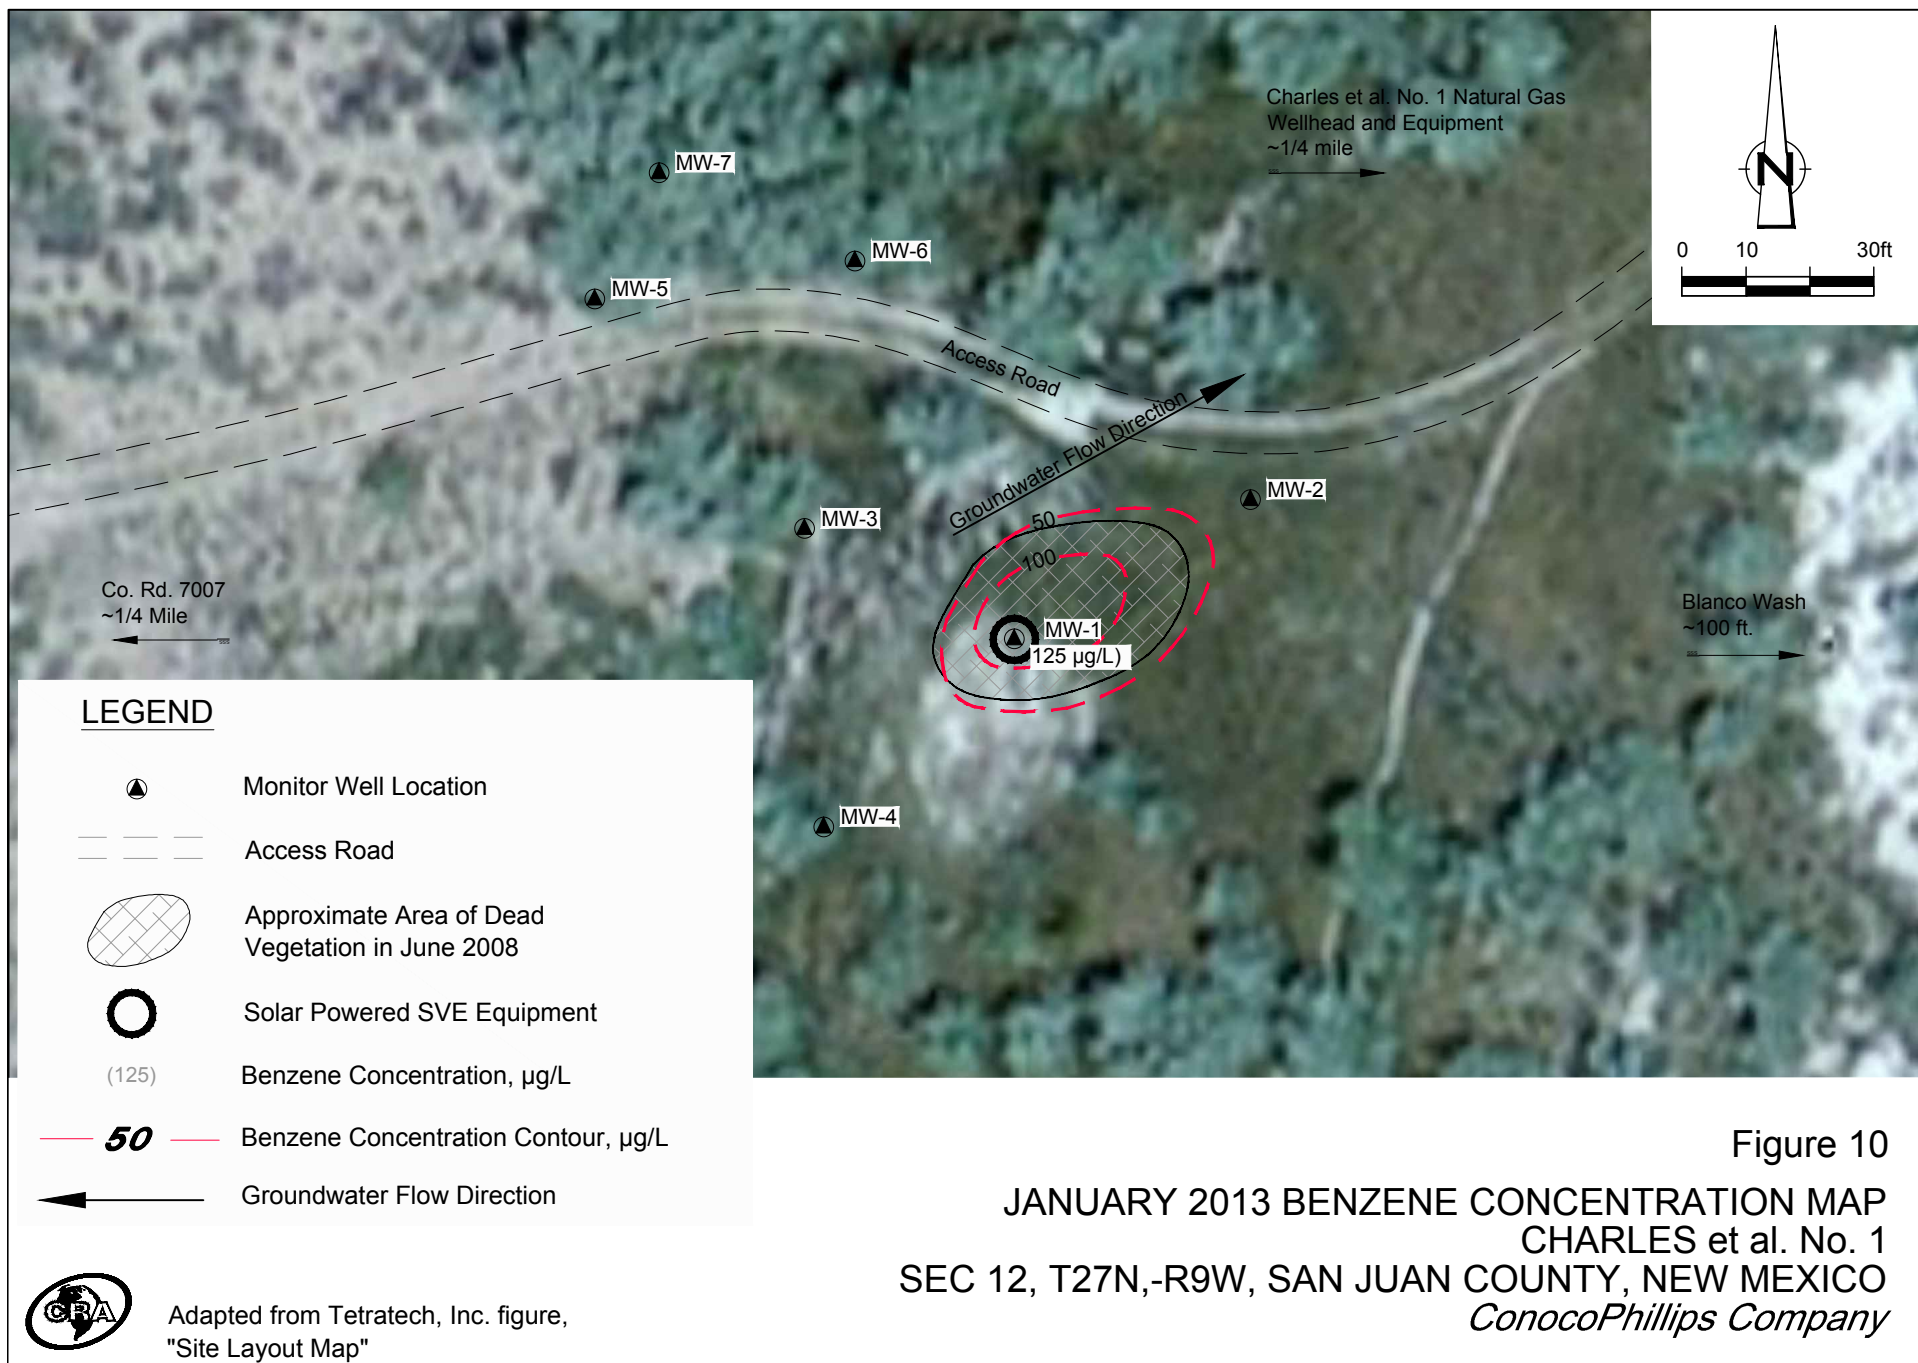 Charles et al. No. 1 Natural Gas
Wellhead and Equipment
~1/4 mile
N
0 10 30ft
MW-7
MW-6
MW-5
Access Road
Groundwater Flow Direction
MW-2
MW-3
50
100
MW-1
125 µg/L)
Co. Rd. 7007
~1/4 Mile
Blanco Wash
~100 ft.
MW-4
LEGEND
Monitor Well Location
Access Road
Approximate Area of Dead
Vegetation in June 2008
Solar Powered SVE Equipment
(125) Benzene Concentration, µg/L
50 Benzene Concentration Contour, µg/L
Groundwater Flow Direction
Figure 10
JANUARY 2013 BENZENE CONCENTRATION MAP
CHARLES et al. No. 1
SEC 12, T27N,-R9W, SAN JUAN COUNTY, NEW MEXICO
ConocoPhillips Company
CRA
Adapted from Tetratech, Inc. figure,
"Site Layout Map"